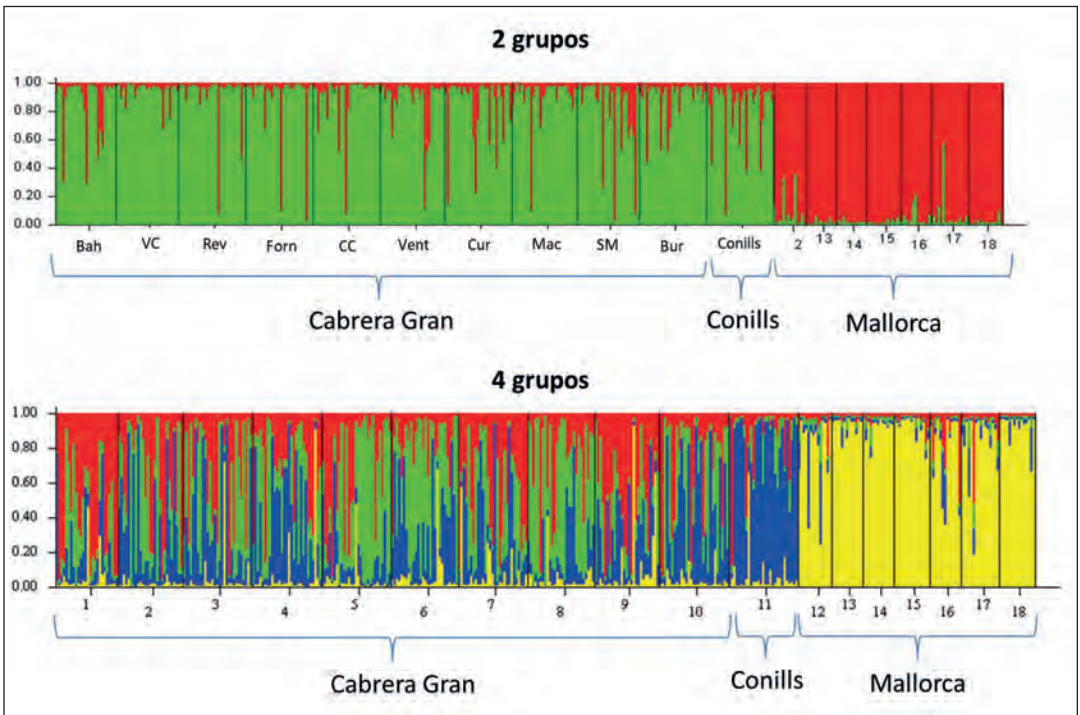 2 grupos
1.00
0.80
0.60
0.40
0.20
0.00
Bah VC Rev Forn CC Vent Cur Mac SM Bur Conills 2 13 14 15 16 17 18
Cabrera Gran Conills Mallorca
4 grupos
1.00
0.80
0.60
0.40
0.20
0.00
1 2 3 4 5 6 7 8 9 10 11 12 13 14 15 16 17 18
Cabrera Gran Conills Mallorca